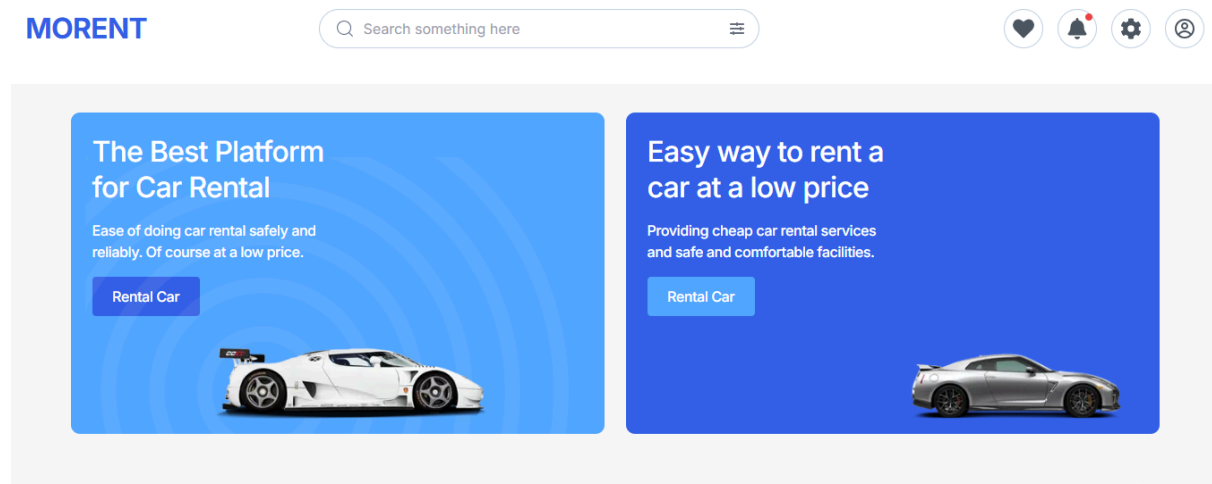 MORENT
Search something here
The Best Platform
for Car Rental
Ease of doing car rental safely and
reliably. Of course at a low price.
Rental Car
Easy way to rent a
car at a low price
Providing cheap car rental services
and safe and comfortable facilities.
Rental Car